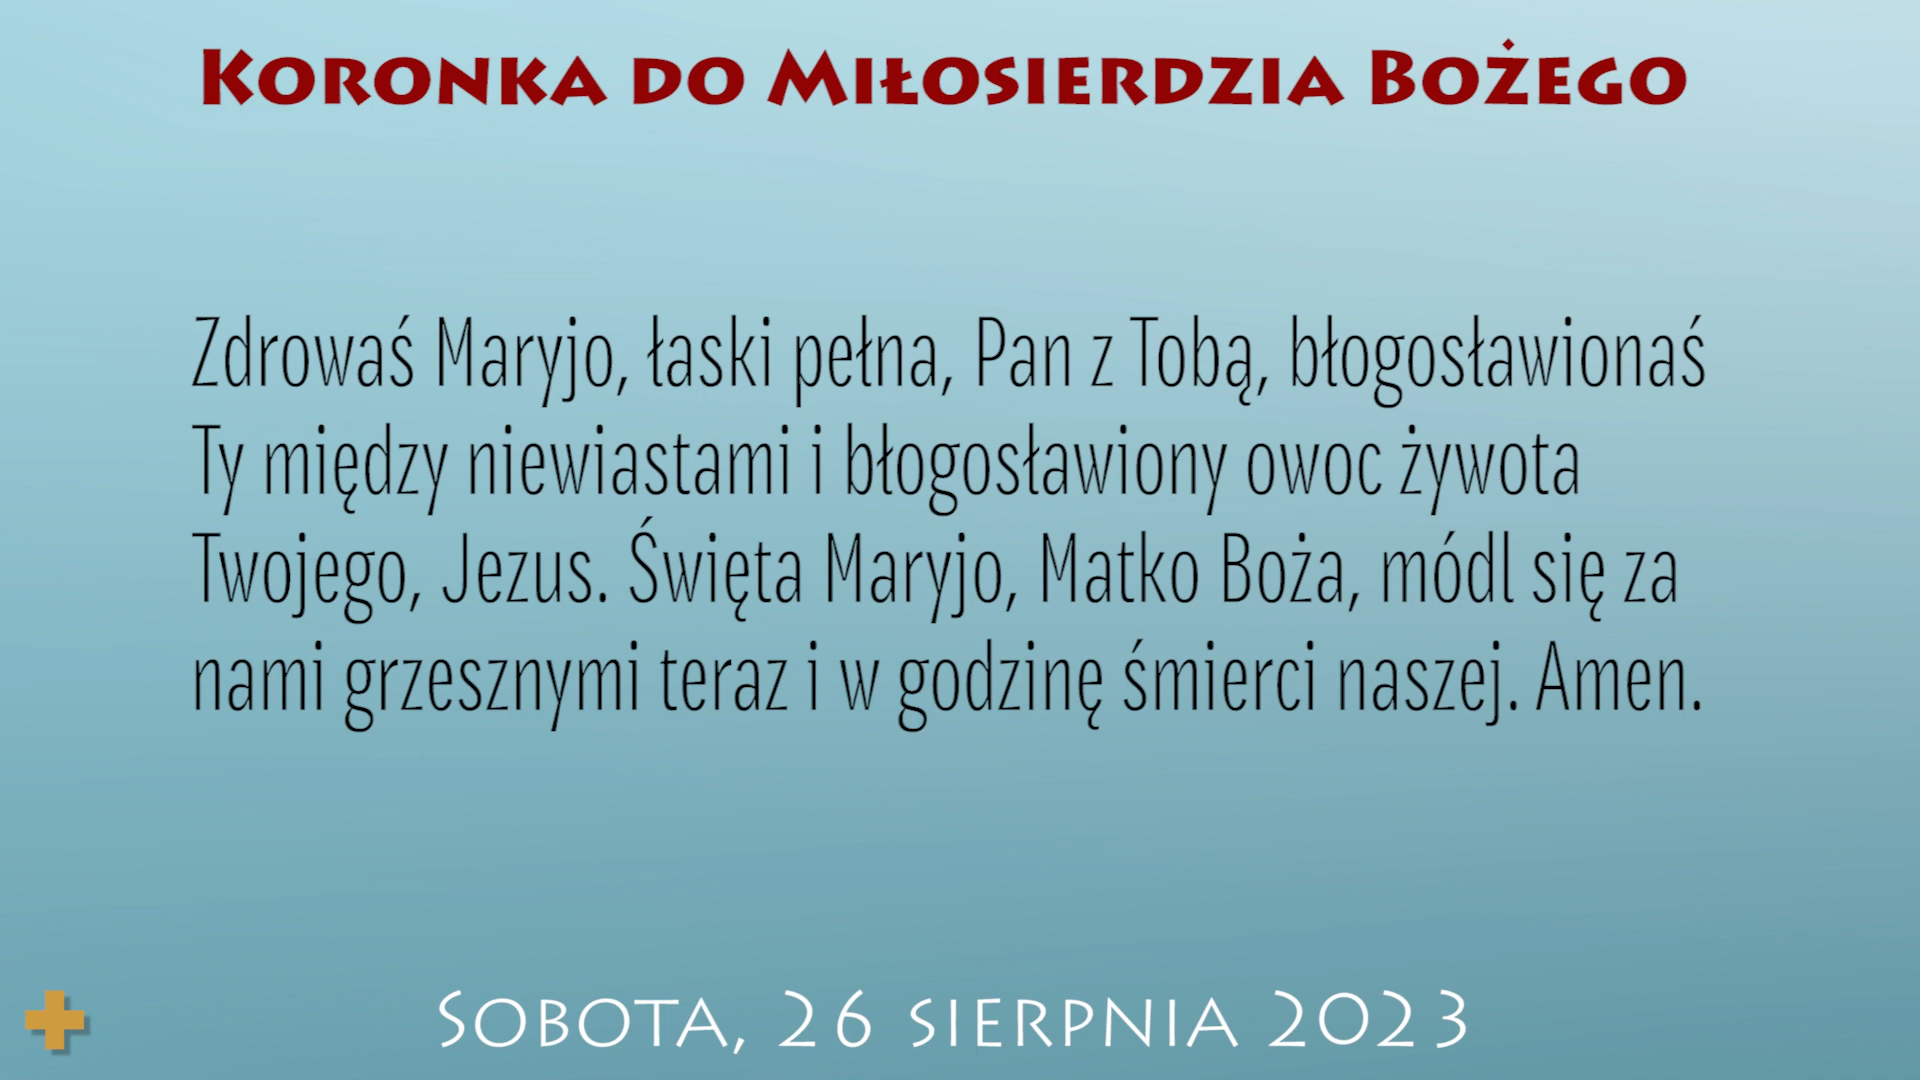 Koronka do Miłosierdzia Bożego
Zdrowaś Maryjo, łaski pełna, Pan z Tobą, błogosławionaś
Ty między niewiastami i błogosławiony owoc żywota
Twojego, Jezus. Święta Maryjo, Matko Boża, módl się za
nami grzesznymi teraz i w godzinę śmierci naszej. Amen.
Sobota, 26 sierpnia 2023